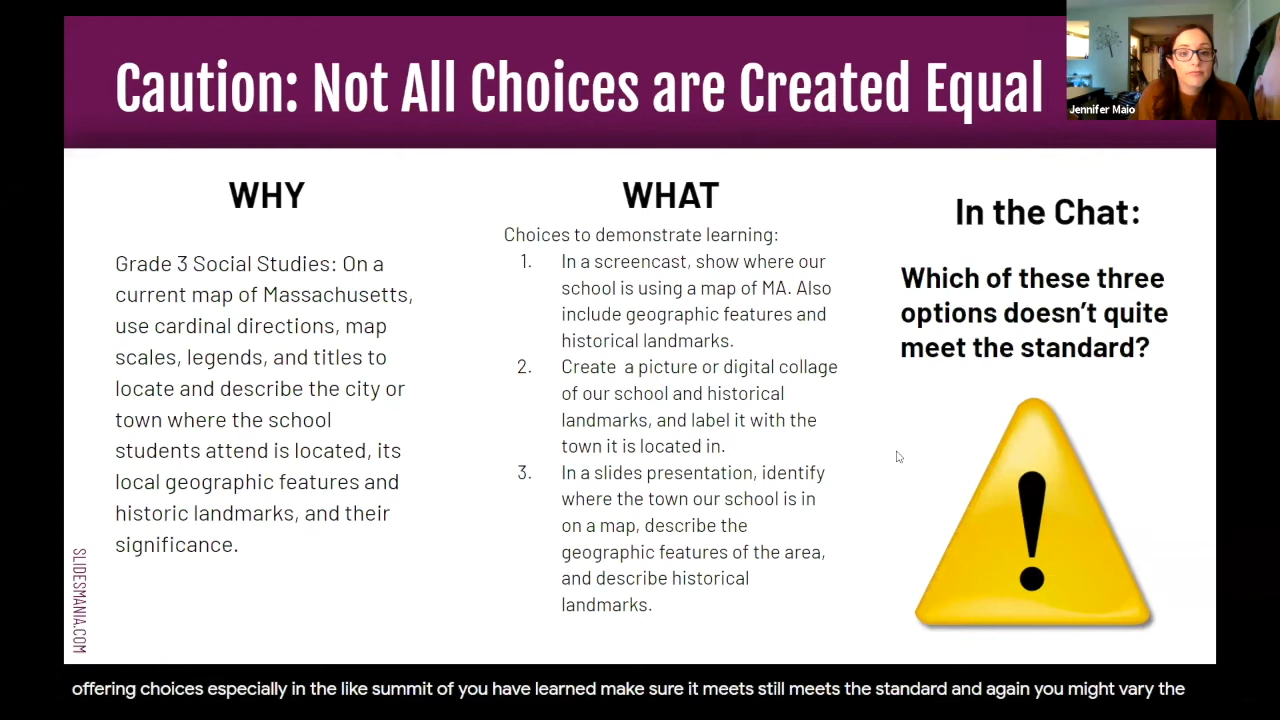 Caution: Not All Choices are Created Equal
Jennifer Maio
WHY
Grade 3 Social Studies: On a
current map of Massachusetts,
use cardinal directions, map
scales, legends, and titles to
locate and describe the city or
town where the school
students attend is located, its
local geographic features and
historic landmarks, and their
significance.
WHAT
Choices to demonstrate learning:
1. In a screencast, show where our
school is using a map of MA. Also
include geographic features and
historical landmarks.
2. Create a picture or digital collage
of our school and historical
landmarks, and label it with the
town it is located in.
3. In a slides presentation, identify
where the town our school is in
on a map, describe the
geographic features of the area,
and describe historical
landmarks.
In the Chat:
Which of these three
options doesn't quite
meet the standard?
SLIDESMANIA.COM
offering choices especially in the like summit of you have learned make sure it meets still meets the standard and again you might vary the